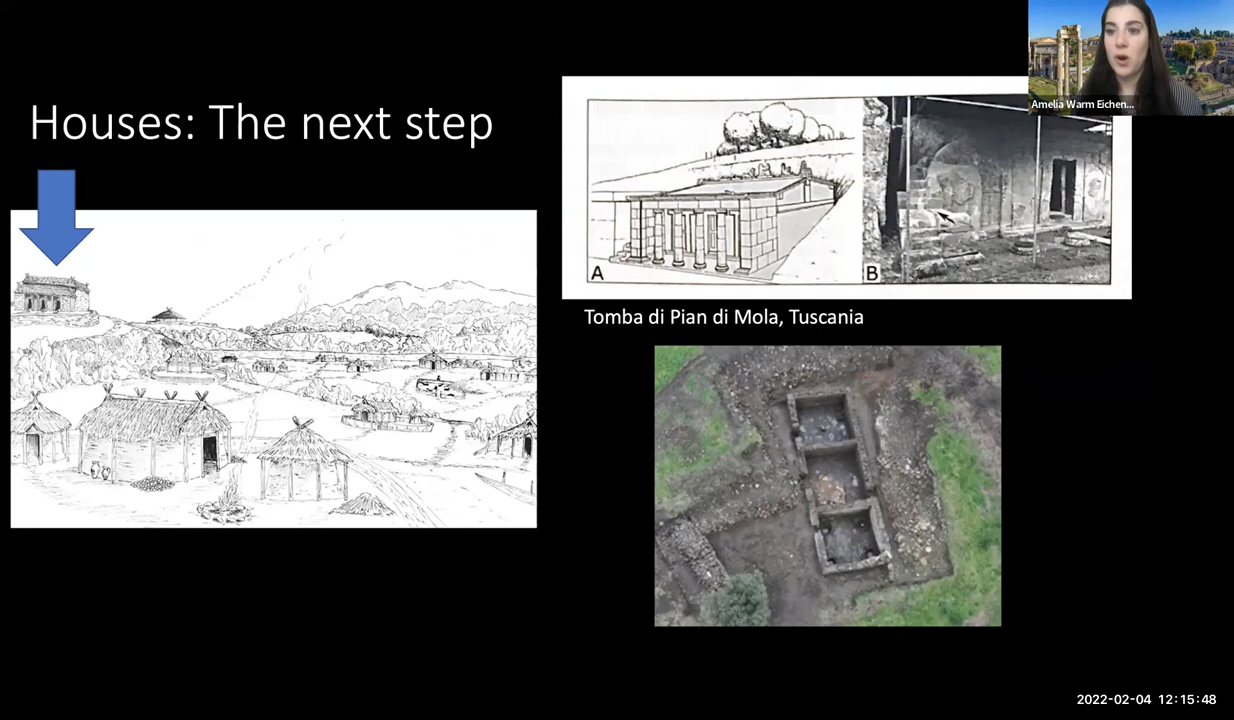 Amelia Warm Eichen...
Houses: The next step
A
B
Tomba di Pian di Mola, Tuscania
2022-02-04 12:15:48